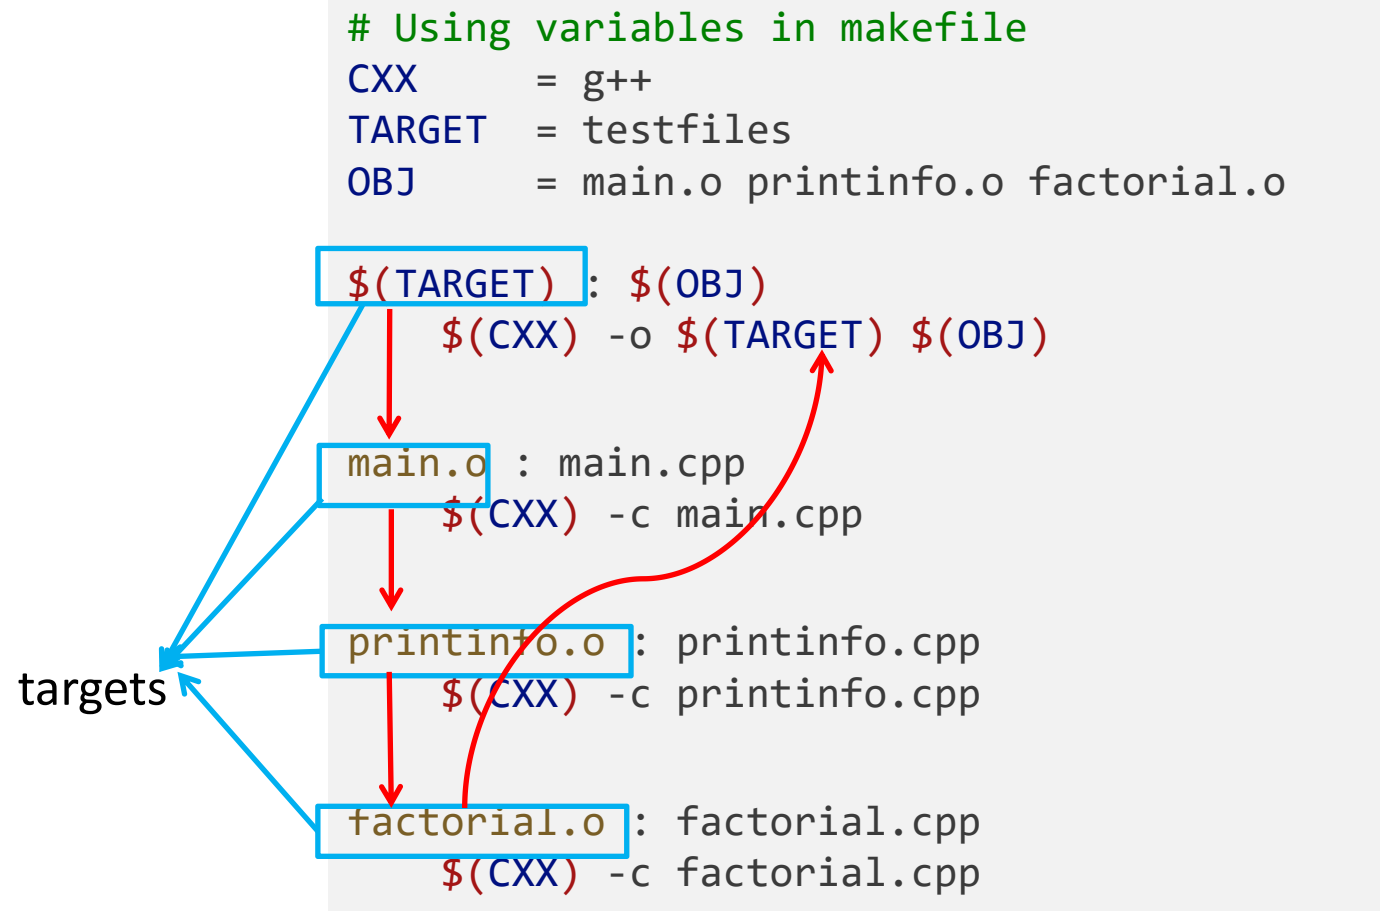 # Using variables in makefile
CXX     = g++
TARGET  = testfiles
OBJ     = main.o printinfo.o factorial.o
$(TARGET) : $(OBJ)
    $(CXX) -o $(TARGET) $(OBJ)
main.o : main.cpp
    $(CXX) -c main.cpp
printinfo.o : printinfo.cpp
    $(CXX) -c printinfo.cpp
targets
factorial.o : factorial.cpp
    $(CXX) -c factorial.cpp